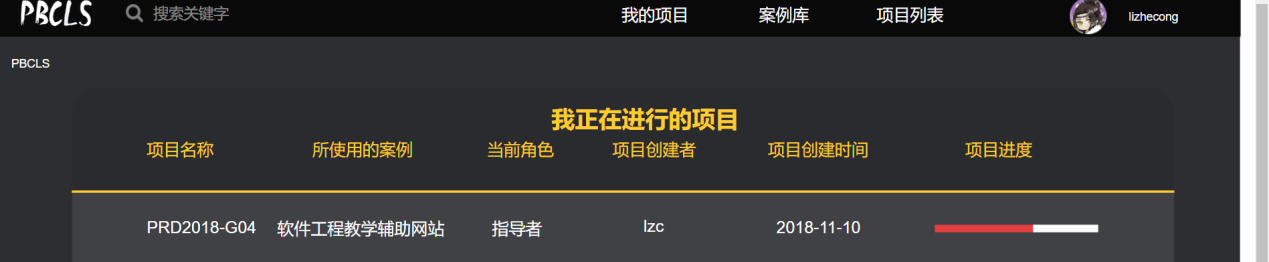 PBCLS 搜索关键字 我的项目 案例库 项目列表 lizhecong
PBCLS
我正在进行的项目
项目名称 所使用的案例 当前角色 项目创建者 项目创建时间 项目进度
PRD2018-G04 软件工程教学辅助网站 指导者 lzc 2018-11-10